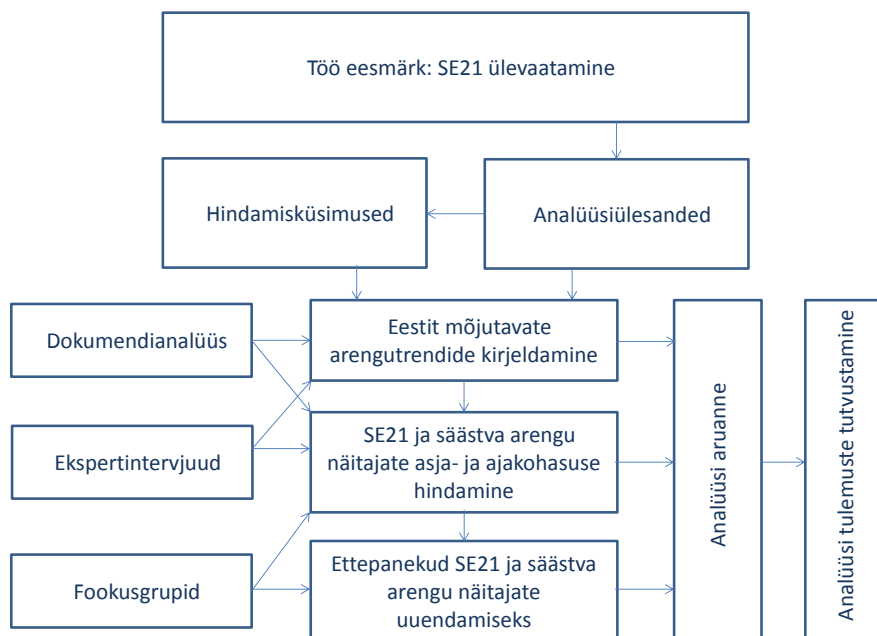 Töö eesmärk: SE21 ülevaatamine
Hindamisküsimused
Analüüsiülesanded
Dokumendianalüüs
Eestit mõjutavate
arengutrendide kirjeldamine
Ekspertintervjuud
SE21 ja säästva arengu
näitajate asja- ja ajakohasuse
hindamine
Fookusgrupid
Ettepanekud SE21 ja säästva
arengu näitajate
uuendamiseks
Analüüsi aruanne
Analüüsi tulemuste tutvustamine